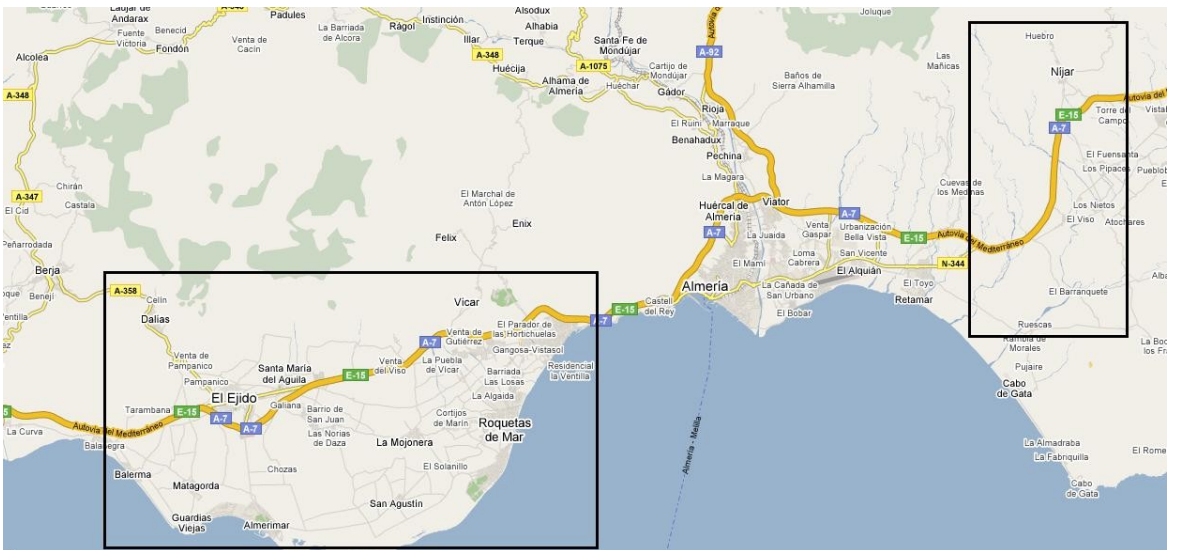 Laujar de
Andarax
Padules
Fuente
Victoria
Benecid
Fondón
Venta de
Cacín
La Barriada
de Alcora
Rágol
Instinción
Illar
Alsodux
Alhabia
Terque
A-348
Huécija
Alhama de
Almería
Santa Fe de
Mondújar
A-1075
Huéchar
Cartijo de
Mondújar
Gádor
A-92
Autovía
Rioja
El Ruini
Marraque
Benahadux
Pechina
La Magara
Baños de
Sierra Alhamilla
Joluque
Las
Mañicas
Huebro
Níjar
E-15
A-7
Torre del
Campo
El Fuensanta
Los Pipaces
Los Nietos
El Viso
Atochares
Cuevas de
los Medinas
Alcolea
A-348
A-347
Chirán
El Cid
Castala
Peñarrodada
Berja
Benejí
A-358
El Marchal de
Antón López
Enix
Felix
Huércal de
Almería
Viator
A-7
La Juaida
El Mami
Venta
Gaspar
A-7
Urbanización
Bella Vista
E-15
Autovía del Mediterráneo
San Vicente
Loma
Cabrera
N-344
El Alquián
La Cañada de
San Urbano
El Toyo
Retamar
El Bobar
Almería
Castell
del Rey
E-15
A-7
El Barranquete
Ruescas
Rambla de
Morales
Pujaire
Cabo
de Gata
La Almadraba
La Fabriquilla
Cabo
de Gata
Celín
Dalías
Vicar
El Parador de
las Hortichuelas
Venta de
Gutiérrez
A-7
Gangosa-Vistasol
Residencial
la Ventilla
Venta de
Pampanico
Pampanico
Santa María
del Aguila
E-15
Venta
del Viso
La Puebla
de Vicar
Barriada
Las Losas
La Algaida
El Ejido
Tarambana
E-15
A-7
A-7
Galiana
Barrio de
San Juan
Las Norias
de Daza
Cortijos
de Marín
Roquetas
de Mar
La Mojonera
La Curva
Autovía del Mediterráneo
Balanegra
Balerma
Chozas
El Solanillo
Matagorda
San Agustín
Guardias
Viejas
Almerimar
Almería - Melilla